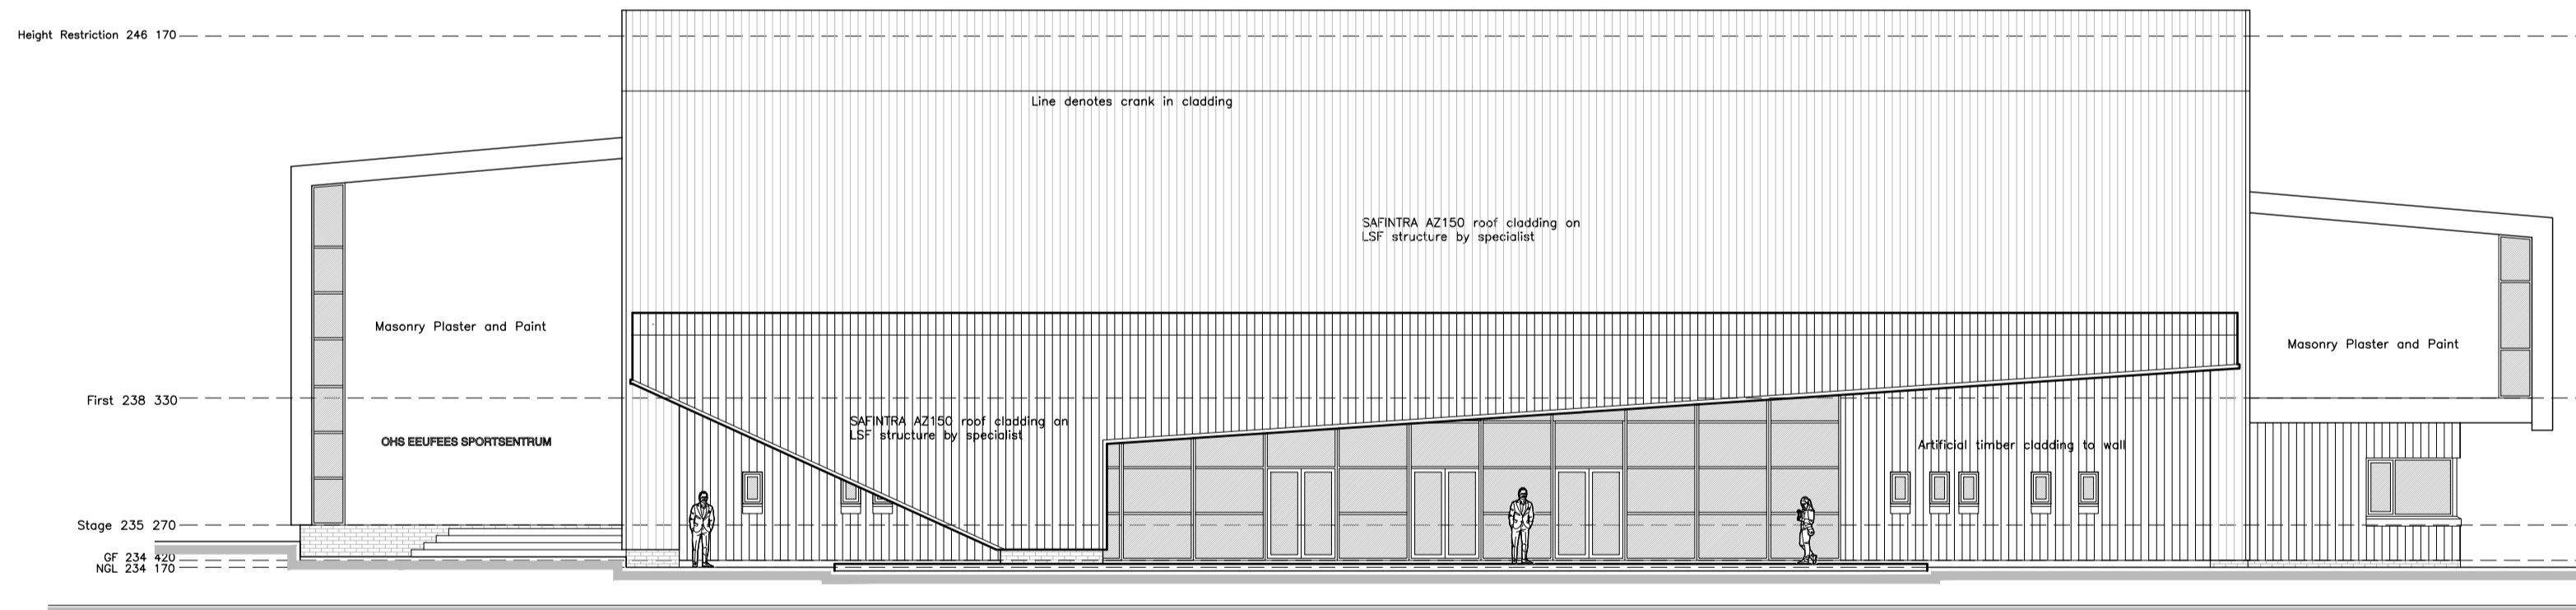 Height Restriction 246 170
Line denotes crank in cladding
SAFINTRA AZ150 roof cladding on
LSF structure by specialist
Masonry Plaster and Paint
Masonry Plaster and Paint
First 238 330
SAFINTRA AZ150 roof cladding on
LSF structure by specialist
OHS EEUFEES SPORTSENTRUM
Artificial timber cladding to wall
Stage 235 270
GF 234 420
NGL 234 170